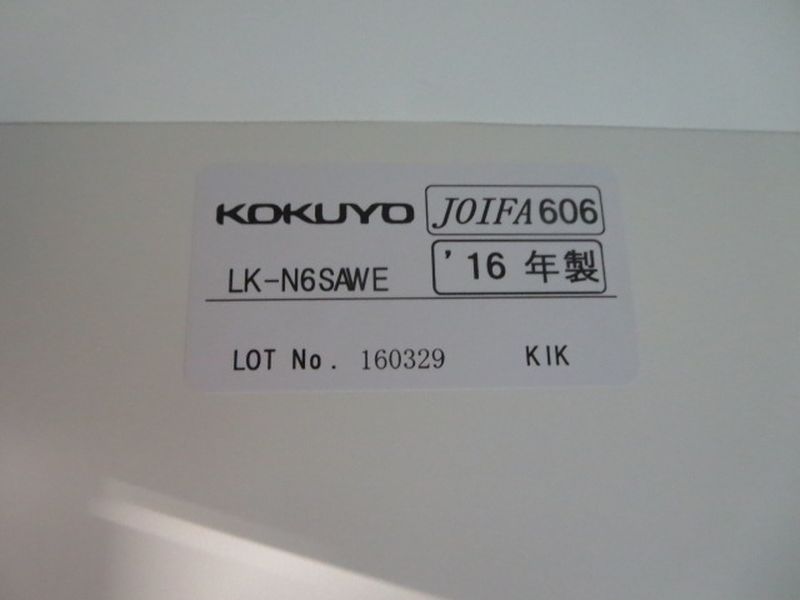 KOKUYO JOIFA606
LK-N6SAWE '16 年製
LOT No. 160329 KIK